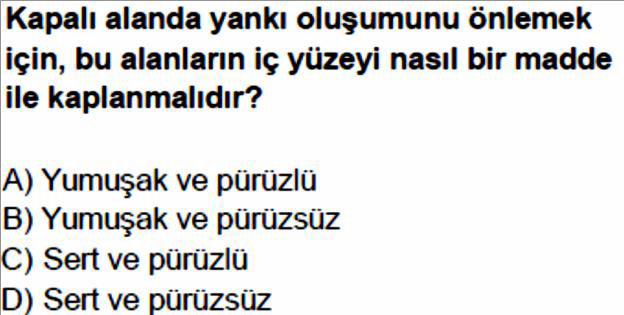 Kapalı alanda yankı oluşumunu önlemek
için, bu alanların iç yüzeyi nasıl bir madde
ile kaplanmalıdır?
A) Yumuşak ve pürüzlü
B) Yumuşak ve pürüzsüz
C) Sert ve pürüzlü
D) Sert ve pürüzsüz